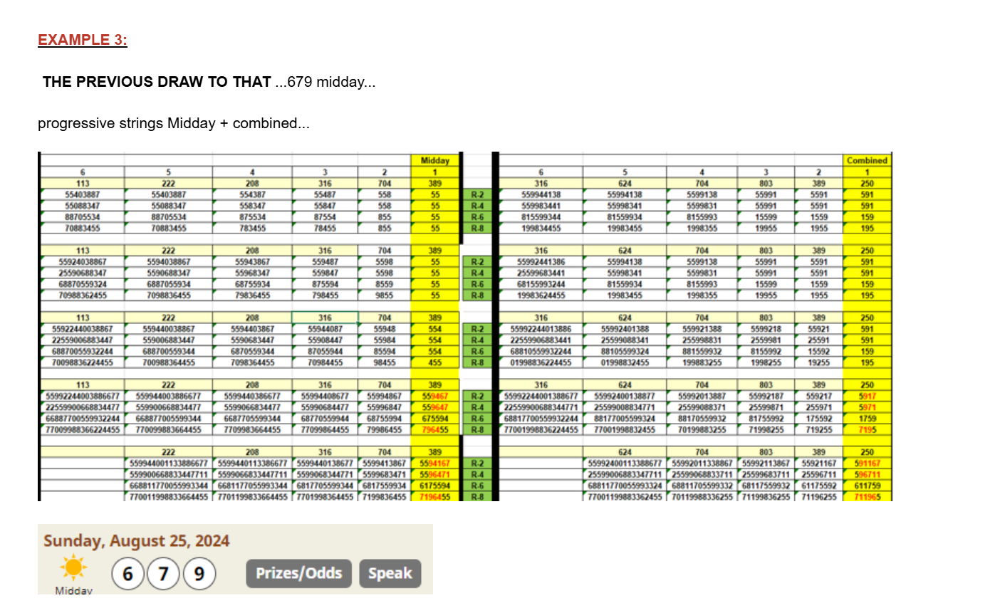 EXAMPLE 3:
THE PREVIOUS DRAW TO THAT ...679 midday...
progressive strings Midday + combined...
Midday Combined
6 5 4 3 2 1 6 5 4 3 2 1
113 222 208 316 704 389 316 624 704 803 389 250
55403887 55403887 554387 55487 558 55 R-2 559944138 55994138 5599138 55991 5591 591
55088347 55088347 558347 55847 558 55 R-4 559983441 55998341 5599831 55991 5591 591
88705534 88705534 875534 87554 855 55 R-6 815599344 81559934 8155993 15599 1559 159
70883455 70883455 783455 78455 855 55 R-8 199834455 19983455 1998355 19955 1955 195
113 222 208 316 704 389 316 624 704 803 389 250
55924038867 5594038867 55943867 559487 5598 55 R-2 55992441386 55994138 5599138 55991 5591 591
25590688347 5590688347 55968347 559847 5598 55 R-4 25599683441 55998341 5599831 55991 5591 591
68870559324 6887055934 68755934 875594 8559 55 R-6 68155993244 81559934 8155993 15599 1559 159
70988362455 7098836455 79836455 798455 9855 55 R-8 19983624455 19983455 1998355 19955 1955 195
113 222 208 316 704 389 316 624 704 803 389 250
55922440038867 559440038867 5594403867 55944087 55948 554 R-2 55992244013886 55992401388 559921388 5599218 55921 591
22559006883447 559006883447 5590683447 55908447 55984 554 R-4 22559906883441 25599088341 255998831 2559981 25591 591
68870055932244 688700559344 6870559344 87055944 85594 554 R-6 68810559932244 88105599324 881559932 8155992 15592 159
70098836224455 700988364455 7098364455 70984455 98455 455 R-8 01998836224455 01998832455 199883255 1998255 19255 195
113 222 208 316 704 389 316 624 704 803 389 250
55992244003886677 559944003886677 5599440386677 55994408677 55994867 559467 R-2 55992244001388677 55992400138877 55992013887 55992187 559217 5917
22559900668834477 559900668834477 5599066834477 55990684477 55996847 559647 R-4 22559900688344771 25599008834771 25599088371 25599871 255971 5971
66887700559932244 668877005599344 6687705599344 68770559944 68755994 675594 R-6 68817700559932244 88177005599324 88170559932 81755992 175592 1759
77009988366224455 770099883664455 7709983664455 77099864455 79986455 796455 R-8 77001998836224455 77001998832455 70199883255 71998255 719255 7195
222 208 316 704 389 624 704 803 389 250
559944001133886677 5599440113386677 5599440138677 5599413867 5594167 R-2 55992400113388677 55992011338867 55992113867 55921167 591167
559900668833447711 5599066833447711 5599068344771 5599683471 5596471 R-4 25599006883347711 25599068833711 25599683711 25596711 596711
668811770055993344 6681177055993344 6817705599344 6817559934 6175594 R-6 68811770055993324 68811705599332 68117559932 61175592 611759
770011998833664455 7701199833664455 7701998364455 7199836455 7196455 R-8 77001199883362455 70119988336255 71199836255 71196255 711965
Sunday, August 25, 2024
6 7 9 Prizes/Odds Speak
Midday